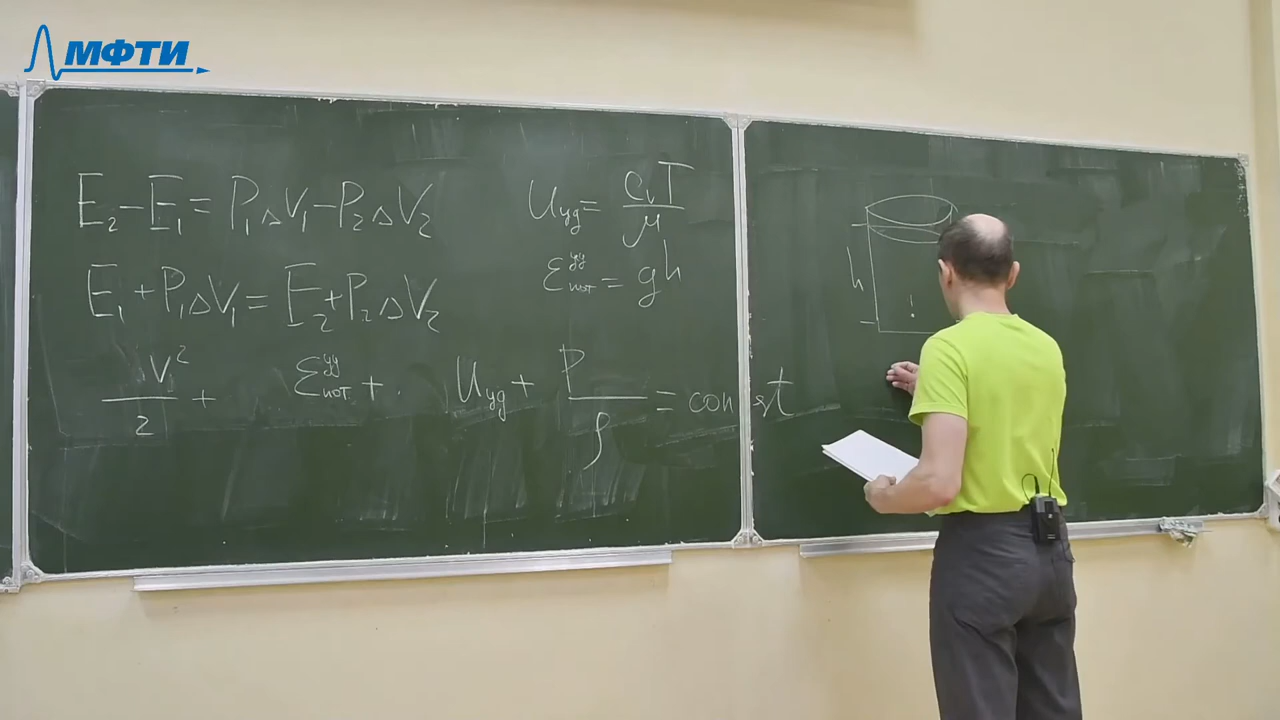 МФТИ
E₂ – E₁ = P₁ΔV₁ – P₂ΔV₂
E₁ + P₁ΔV₁ = E₂ + P₂ΔV₂
V²/2 + ε^уд_пот + U_уд + P/ρ = const
U_уд = C_V T/μ
ε^уд_пот = gh
h